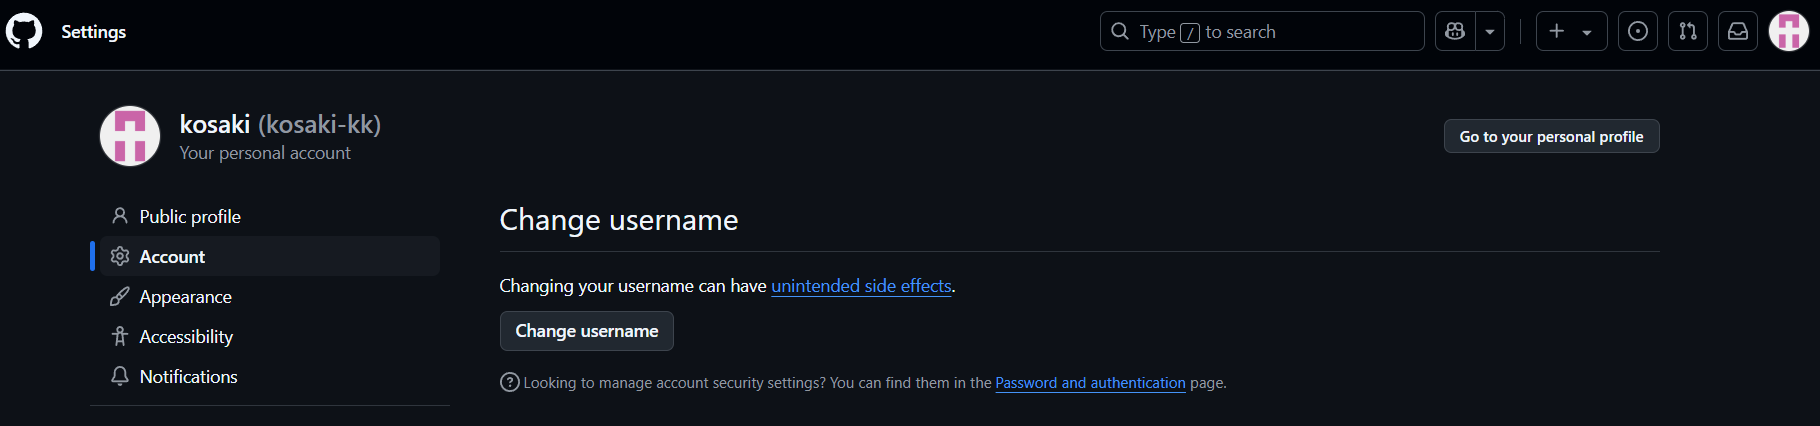 Settings
Type / to search
kosaki (kosaki-kk)
Your personal account
Go to your personal profile
Public profile
Account
Appearance
Accessibility
Notifications
Change username
Changing your username can have unintended side effects.
Change username
Looking to manage account security settings? You can find them in the Password and authentication page.